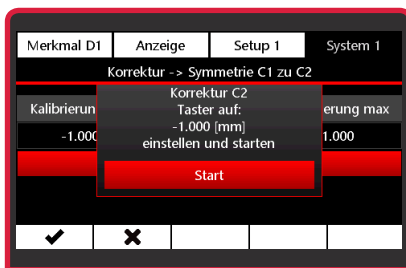 Merkmal D1 Anzeige Setup 1 System 1
Korrektur -> Symmetrie C1 zu C2
Korrektur C2
Kalibrierun Taster auf: erung max
-1.000 -1.000 [mm] 1.000
einstellen und starten
Start